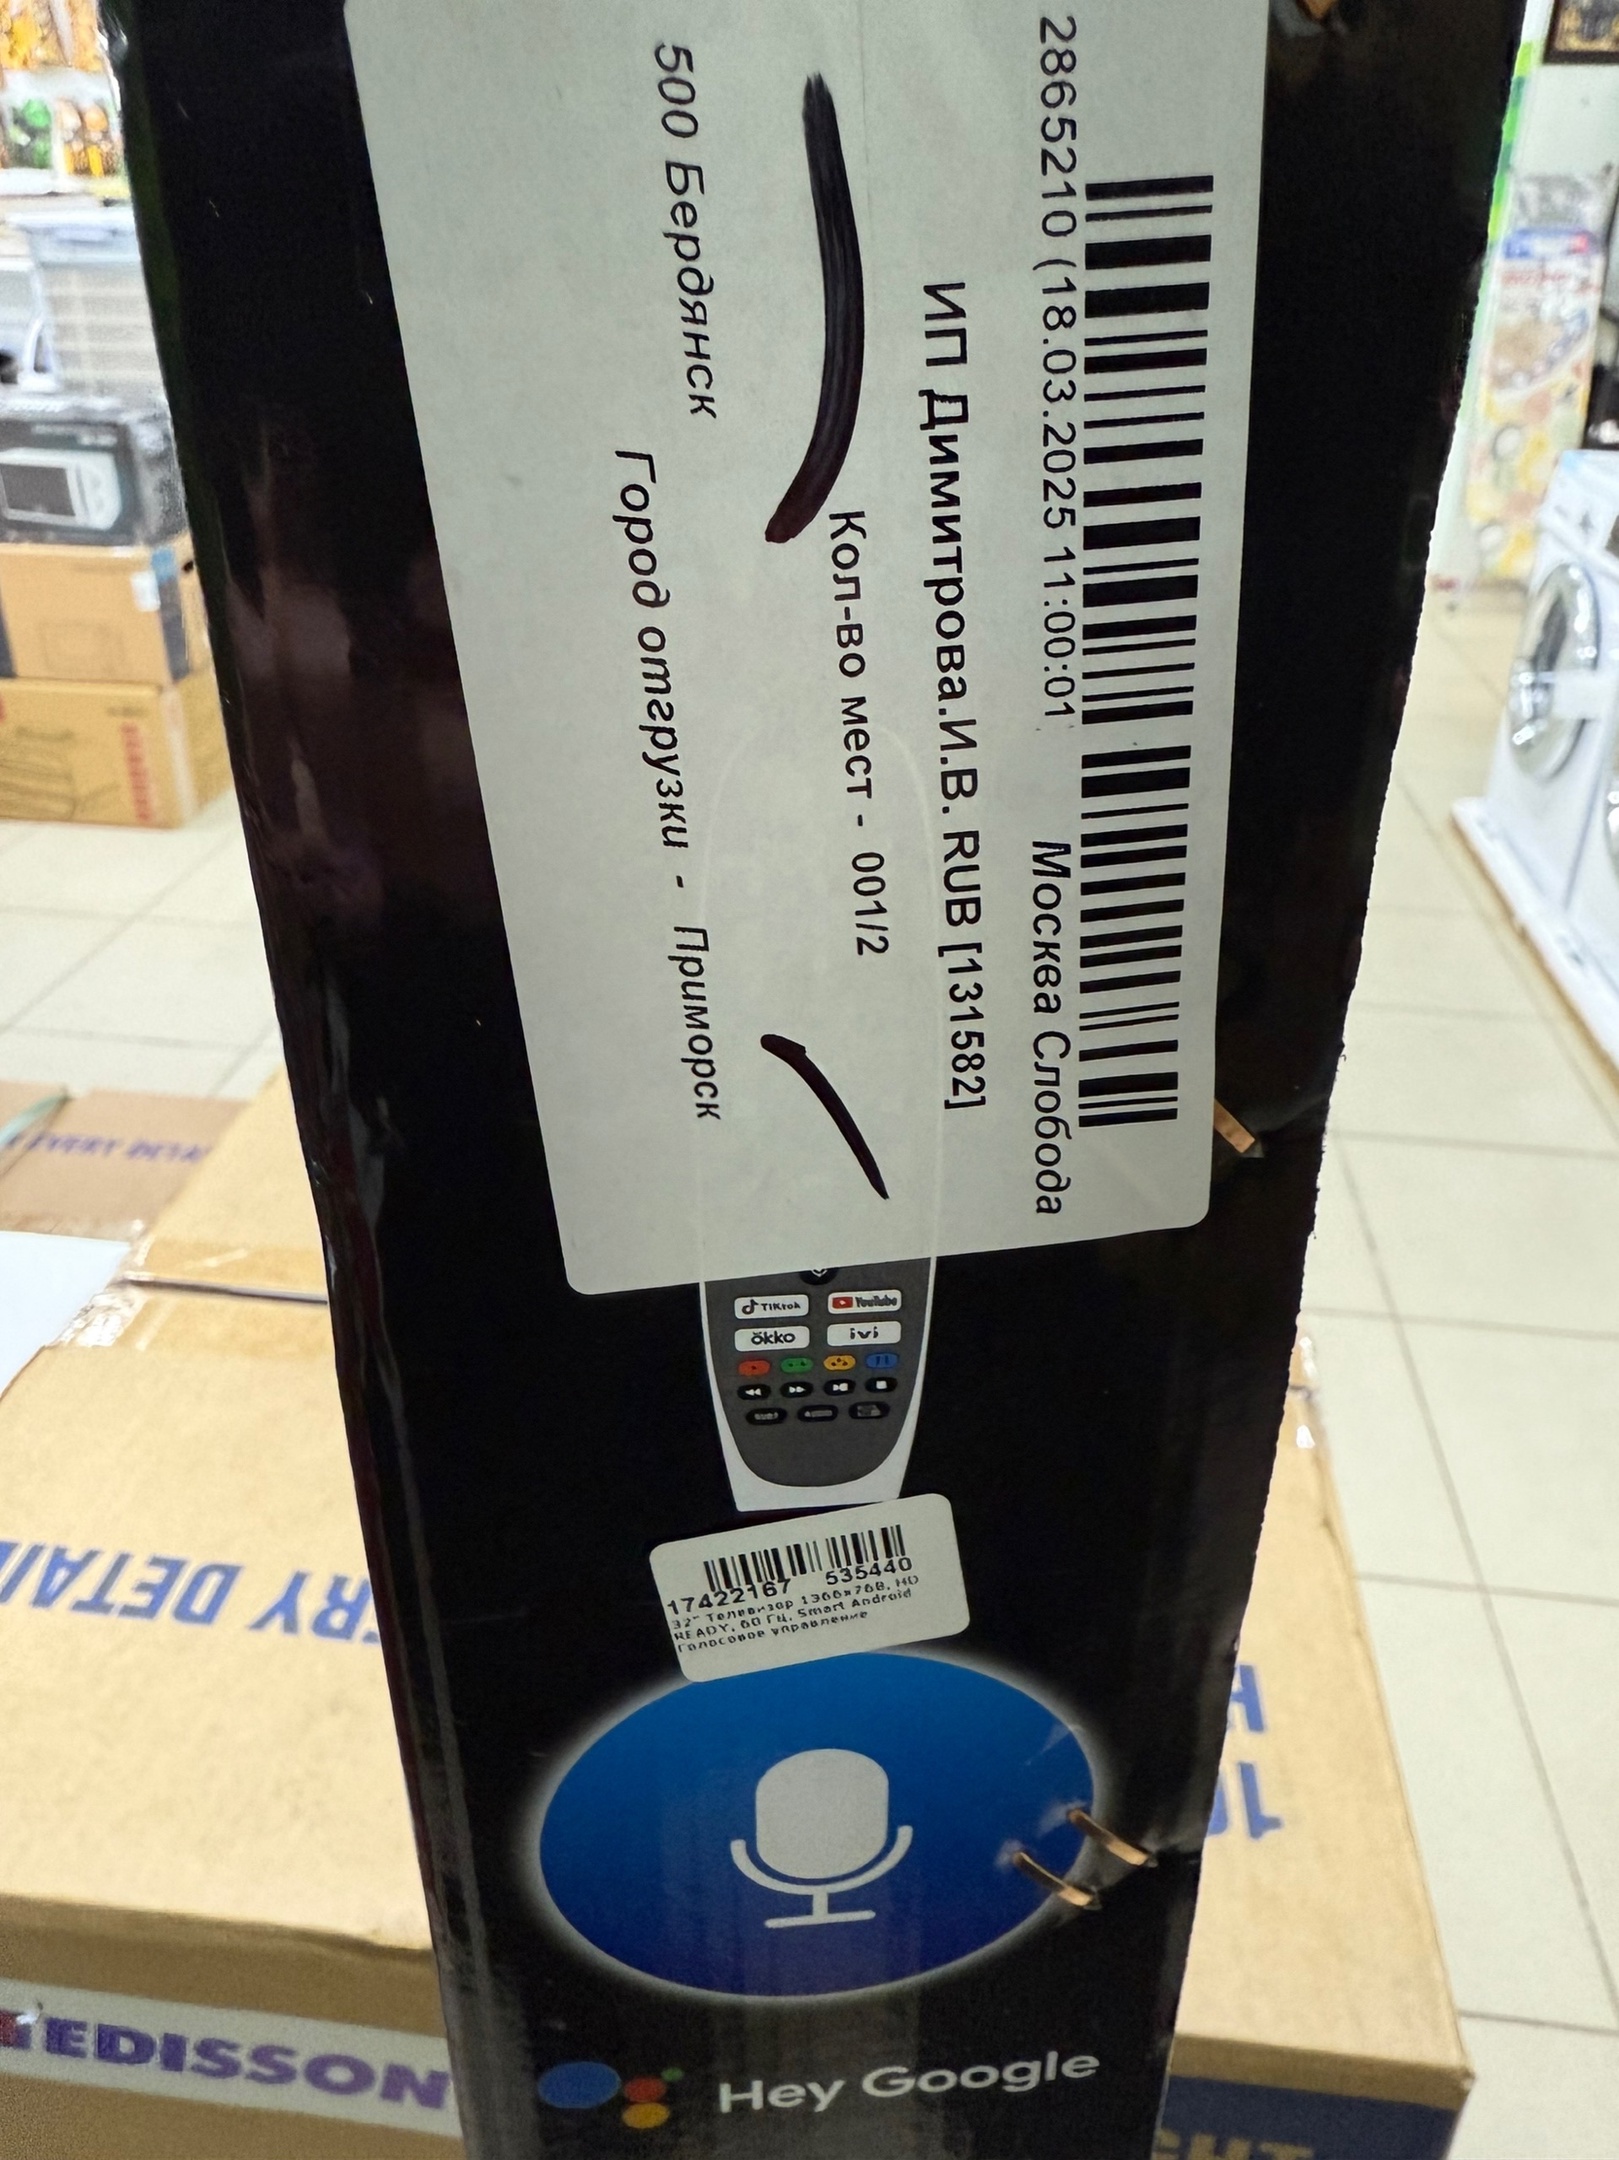 2865210 (18.03.2025 11:00:01 Москва Слобода
ИП Димитрова.И.В. RUB [131582]
Кол-во мест - 001/2
500 Бердянск
Город отгрузки - Приморск
TikTok
YouTube
ökko
ivi
17422167 535440
32" Телевизор 1366x768, HD
READY, 60 Гц, Smart Android
Голосовое управление
Hey Google
EDISSON